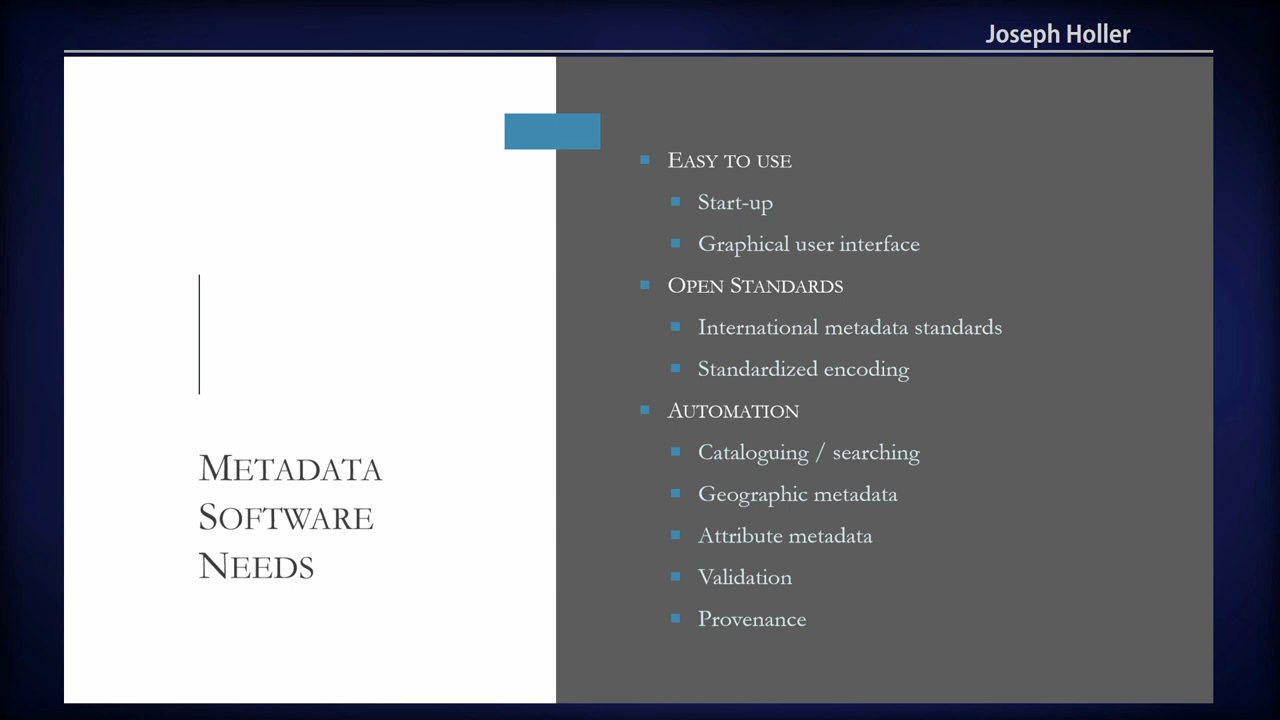 Joseph Holler
METADATA
SOFTWARE
NEEDS
EASY TO USE
Start-up
Graphical user interface
OPEN STANDARDS
International metadata standards
Standardized encoding
AUTOMATION
Cataloguing / searching
Geographic metadata
Attribute metadata
Validation
Provenance